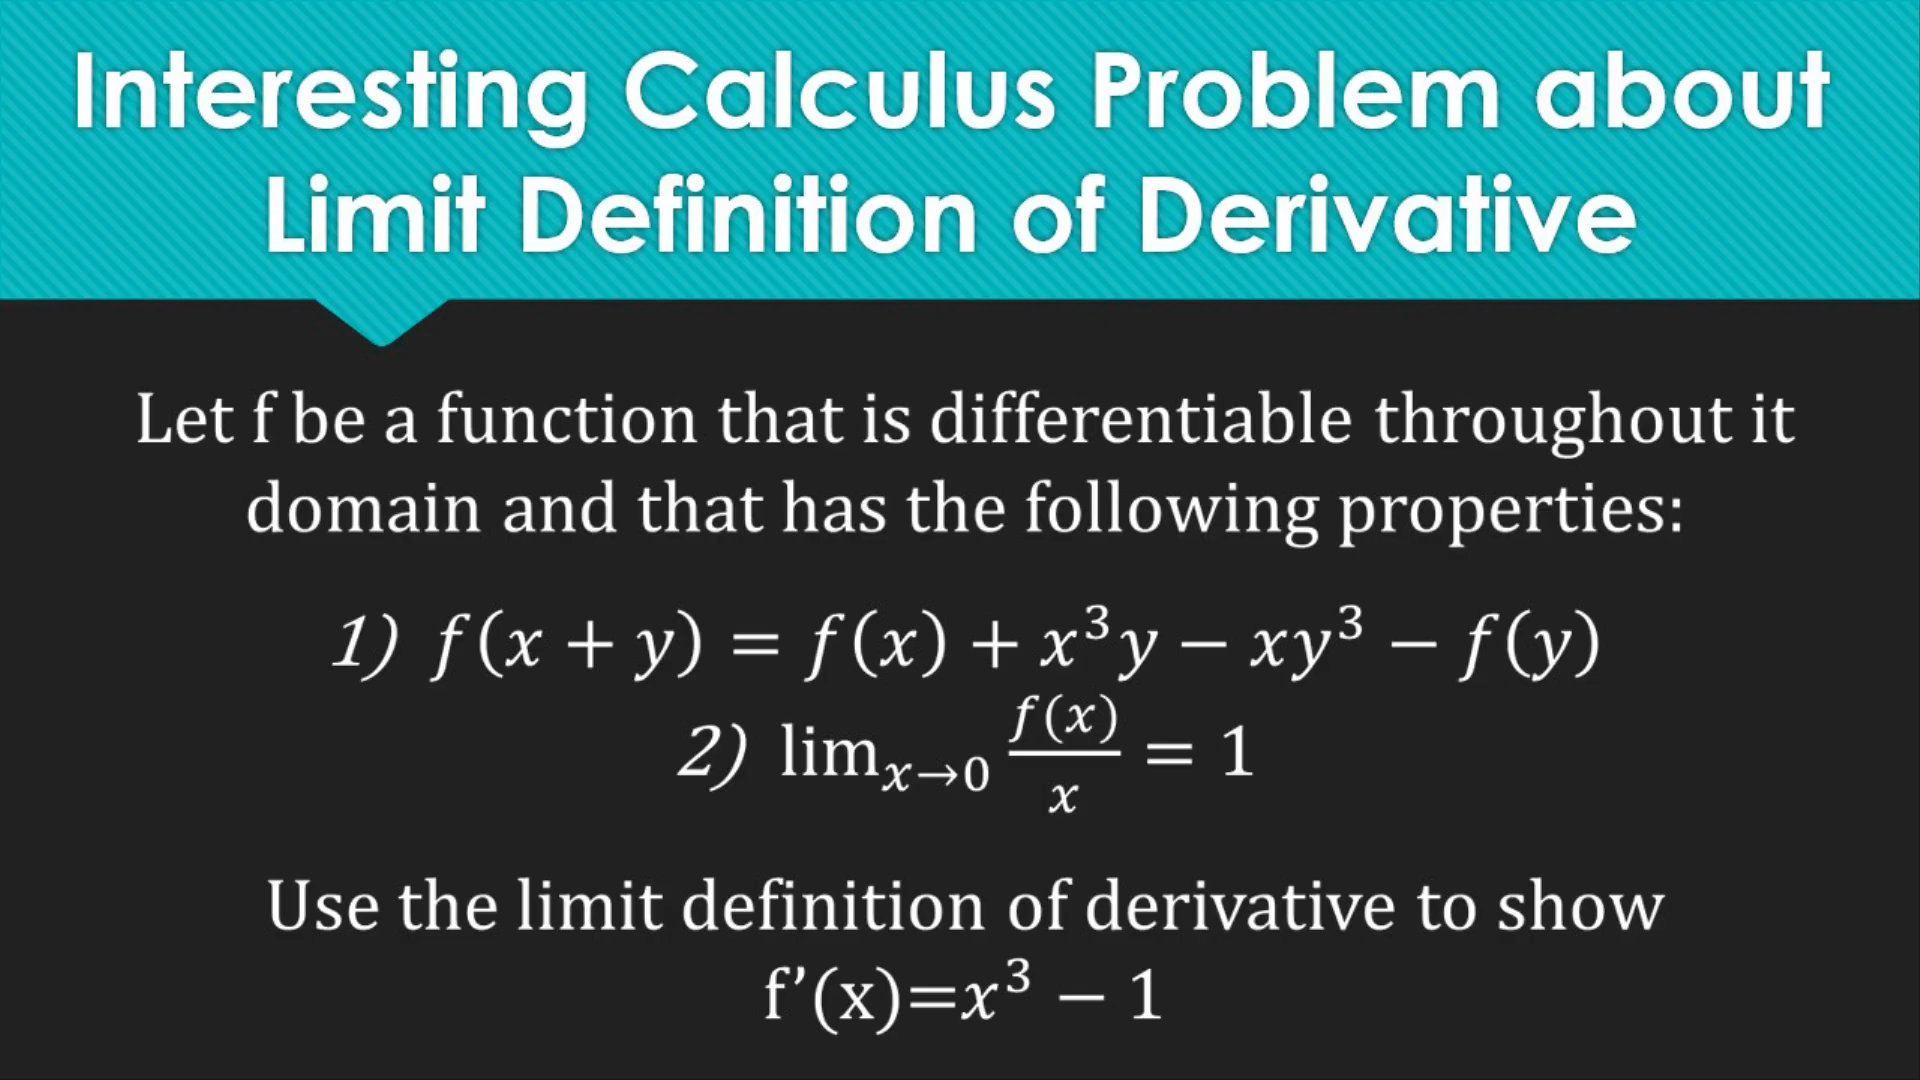 Interesting Calculus Problem about
Limit Definition of Derivative
Let f be a function that is differentiable throughout it
domain and that has the following properties:
1) f(x + y) = f(x) + x³y − xy³ − f(y)
2) lim_{x→0} f(x)/x = 1
Use the limit definition of derivative to show
f’(x)=x³ − 1